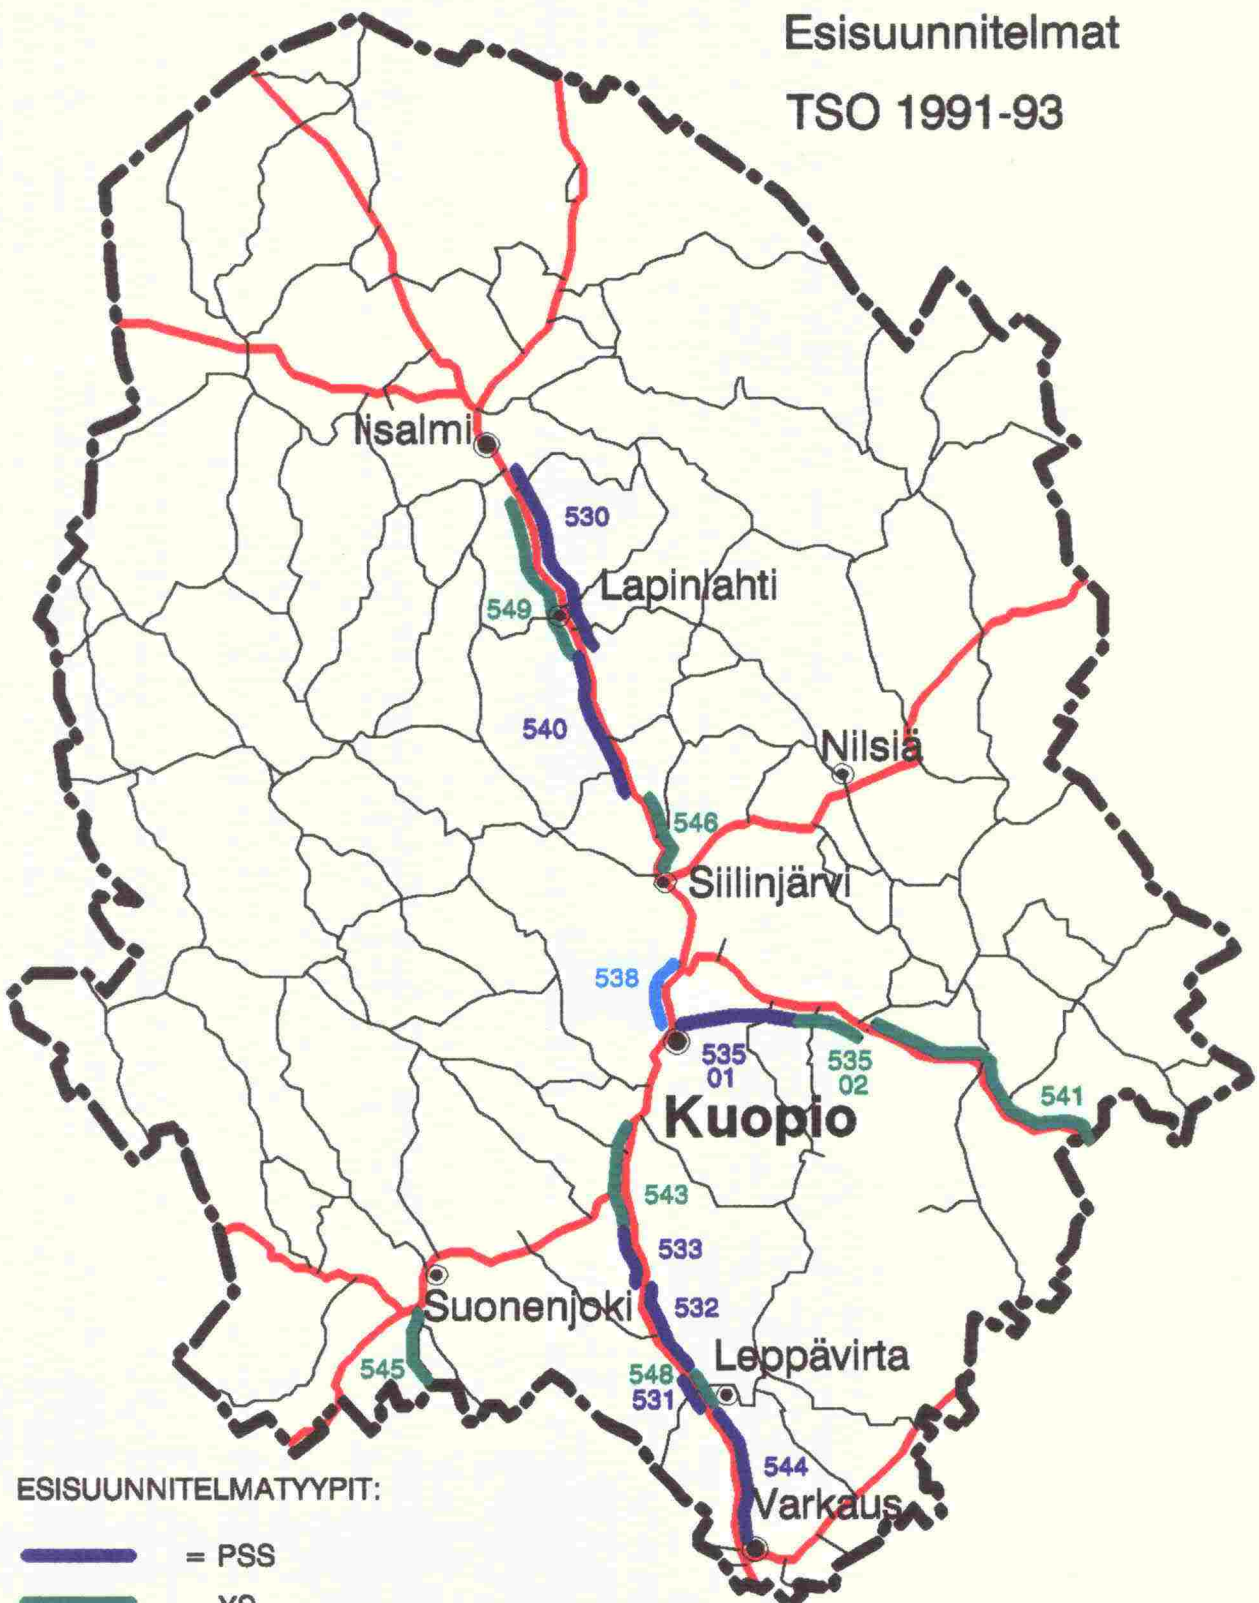 Esisuunnitelmat
TSO 1991-93
Iisalmi
530
Lapinlahti
549
540
Nilsiä
546
Siilinjärvi
538
535
01
535
02
541
Kuopio
543
533
Suonenjoki
532
Leppävirta
545
548
531
544
Varkaus
ESISUUNNITELMATYYPIT:
= PSS